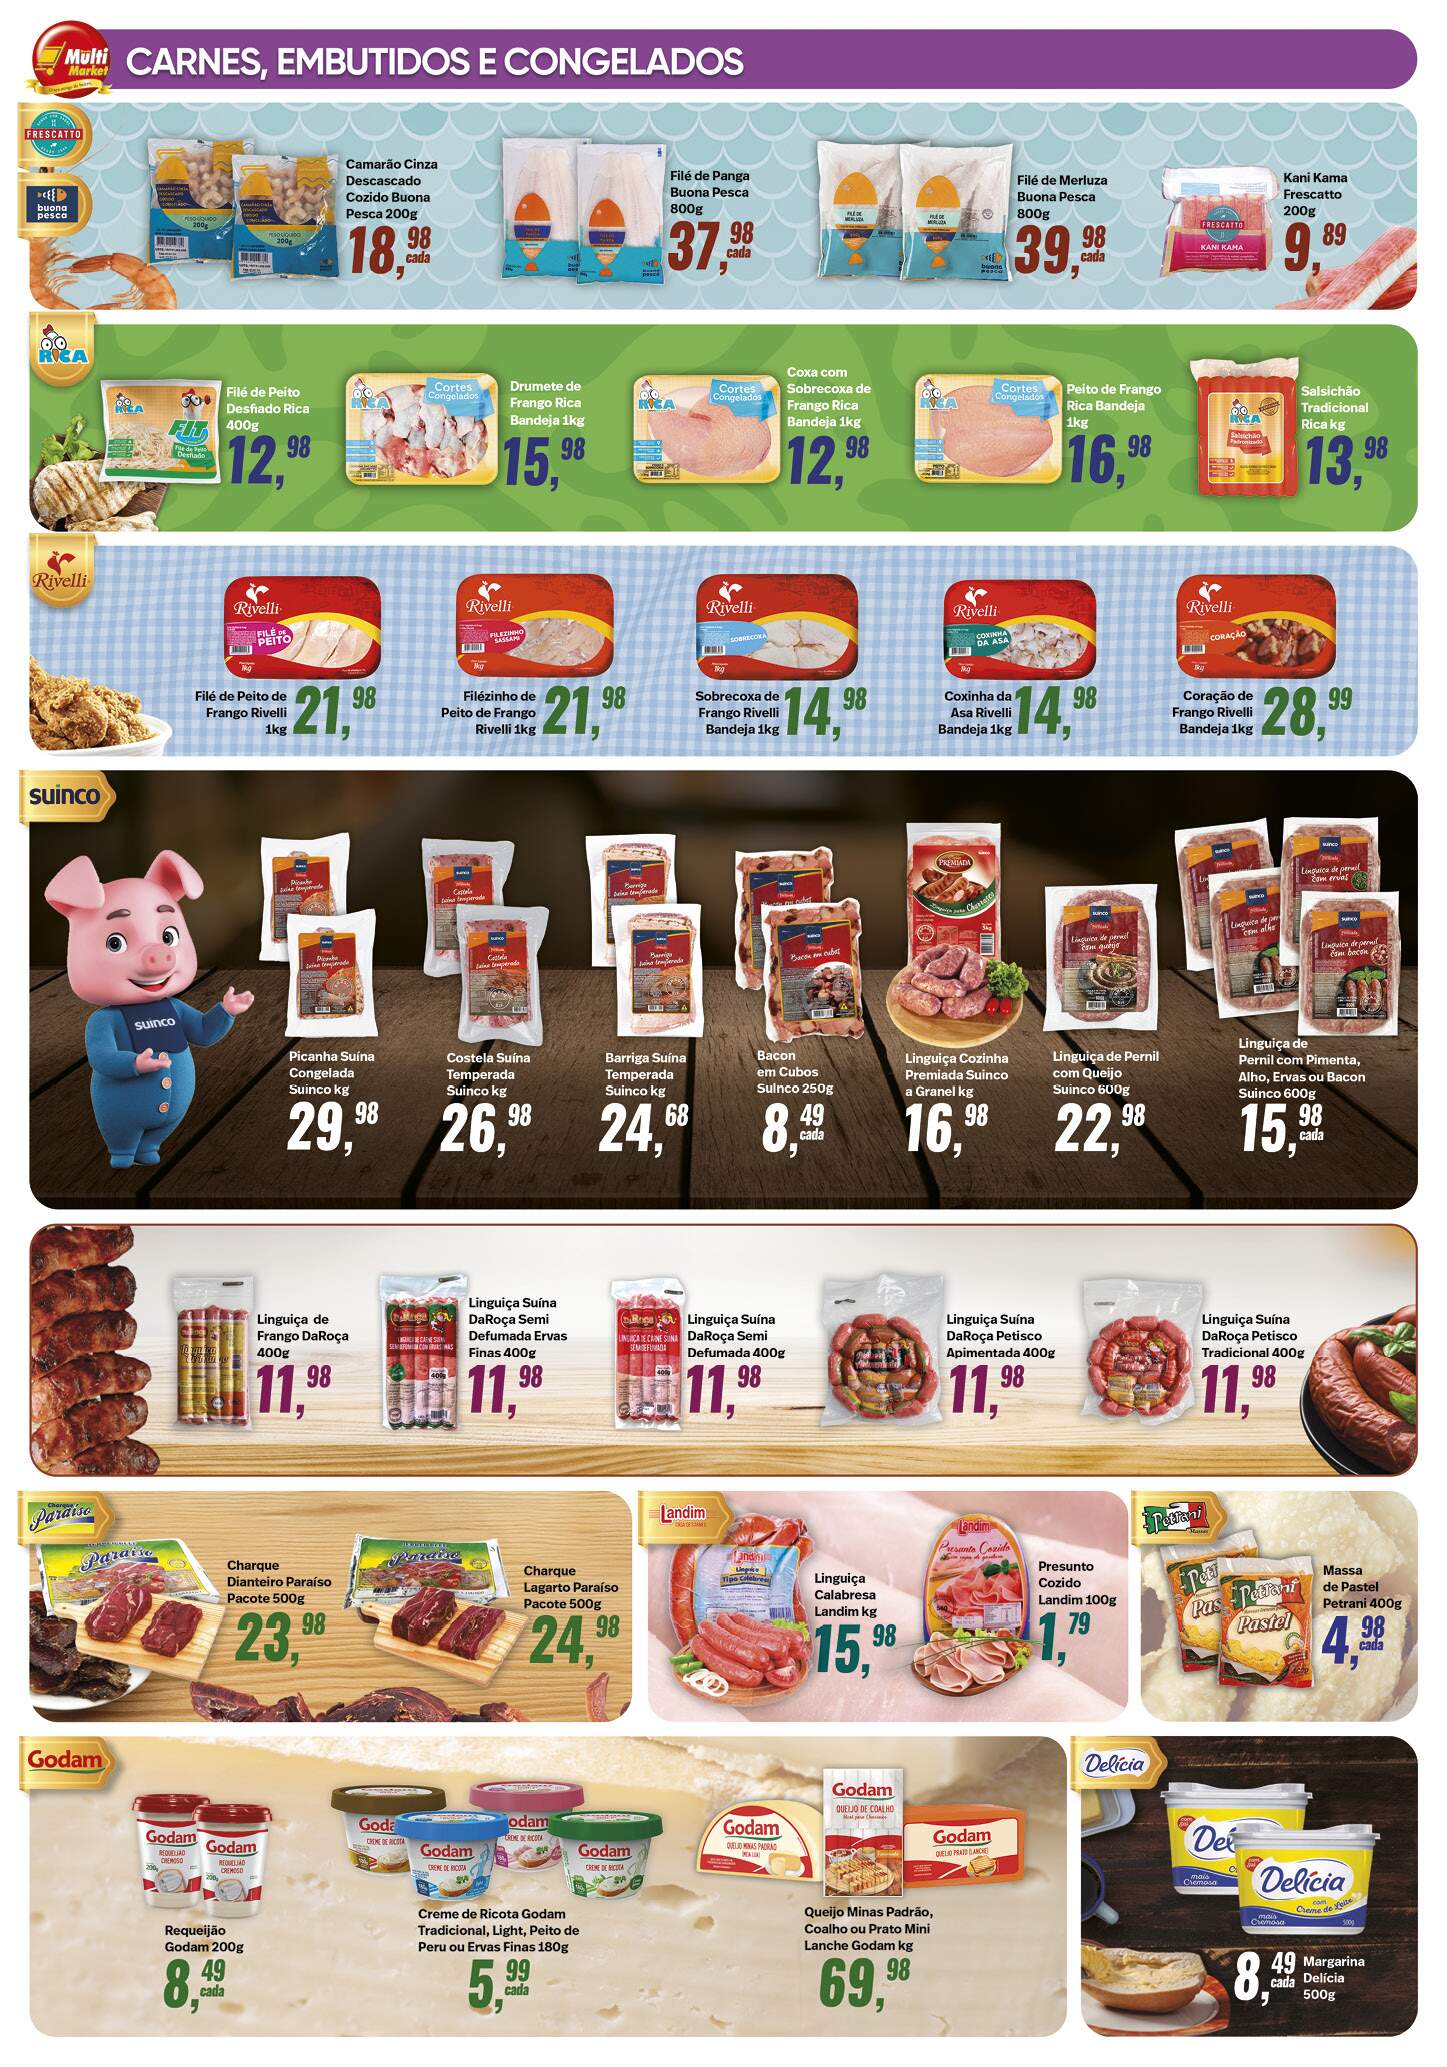 Multi
Market
CARNES, EMBUTIDOS E CONGELADOS
FRESCATTO
buona
pesca
Camarão Cinza
Descascado
Cozido Buona
Pesca 200g
18,98
cada
Filé de Panga
Buona Pesca
800g
37,98
cada
Filé de Merluza
Buona Pesca
800g
39,98
cada
Kani Kama
Frescatto
200g
9,89
RICA
Filé de Peito
Desfiado Rica
400g
12,98
Drumete de
Frango Rica
Bandeja 1kg
15,98
Coxa com
Sobrecoxa de
Frango Rica
Bandeja 1kg
12,98
Peito de Frango
Rica Bandeja
1kg
16,98
Salsichão
Tradicional
Rica kg
13,98
Rivelli
Filé de Peito de
Frango Rivelli
1kg
21,98
Filézinho de
Peito de Frango
Rivelli 1kg
21,98
Sobrecoxa de
Frango Rivelli
Bandeja 1kg
14,98
Coxinha da
Asa Rivelli
Bandeja 1kg
14,98
Coração de
Frango Rivelli
Bandeja 1kg
28,99
suinco
SUINCO
Picanha Suína
Congelada
Suinco kg
29,98
Costela Suína
Temperada
Suinco kg
26,98
Barriga Suína
Temperada
Suinco kg
24,68
Bacon
em Cubos
Suinco 250g
8,49
cada
Linguiça Cozinha
Premiada Suinco
a Granel kg
16,98
Linguiça de Pernil
com Queijo
Suinco 600g
22,98
Linguiça de
Pernil com Pimenta,
Alho, Ervas ou Bacon
Suinco 600g
15,98
cada
Linguiça de
Frango DaRoça
400g
11,98
Linguiça Suína
DaRoça Semi
Defumada Ervas
Finas 400g
11,98
Linguiça Suína
DaRoça Semi
Defumada 400g
11,98
Linguiça Suína
DaRoça Petisco
Apimentada 400g
11,98
Linguiça Suína
DaRoça Petisco
Tradicional 400g
11,98
Charque
Paraíso
Charque
Dianteiro Paraíso
Pacote 500g
23,98
Charque
Lagarto Paraíso
Pacote 500g
24,98
Landim
Linguiça
Calabresa
Landim kg
15,98
Presunto
Cozido
Landim 100g
1,79
Petrani
Massas
Massa
de Pastel
Petrani 400g
4,98
cada
Godam
Requeijão
Godam 200g
8,49
cada
Creme de Ricota Godam
Tradicional, Light, Peito de
Peru ou Ervas Finas 180g
5,99
cada
Queijo Minas Padrão,
Coalho ou Prato Mini
Lanche Godam kg
69,98
Delícia
8,49
cada
Margarina
Delícia
500g